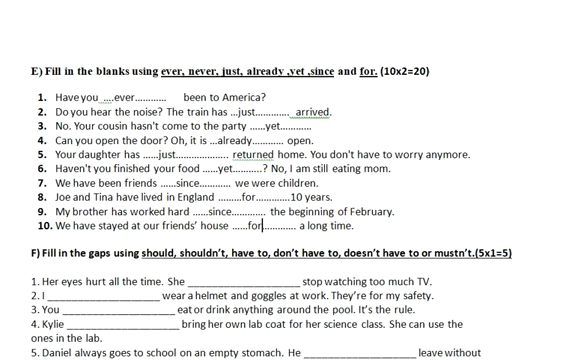 E) Fill in the blanks using ever, never, just, already ,yet ,since and for. (10x2=20)
1. Have you ....ever............ been to America?
2. Do you hear the noise? The train has ...just.............. arrived.
3. No. Your cousin hasn't come to the party ......yet............
4. Can you open the door? Oh, it is ...already............ open.
5. Your daughter has ......just..................... returned home. You don't have to worry anymore.
6. Haven't you finished your food ......yet...........? No, I am still eating mom.
7. We have been friends ......since............ we were children.
8. Joe and Tina have lived in England .........for.............10 years.
9. My brother has worked hard ......since.............. the beginning of February.
10. We have stayed at our friends' house ......for............. a long time.
F) Fill in the gaps using should, shouldn't, have to, don't have to, doesn't have to or mustn't.(5x1=5)
1. Her eyes hurt all the time. She ____________________ stop watching too much TV.
2. I ____________________ wear a helmet and goggles at work. They're for my safety.
3. You ____________________ eat or drink anything around the pool. It's the rule.
4. Kylie ____________________ bring her own lab coat for her science class. She can use the
ones in the lab.
5. Daniel always goes to school on an empty stomach. He ____________________ leave without